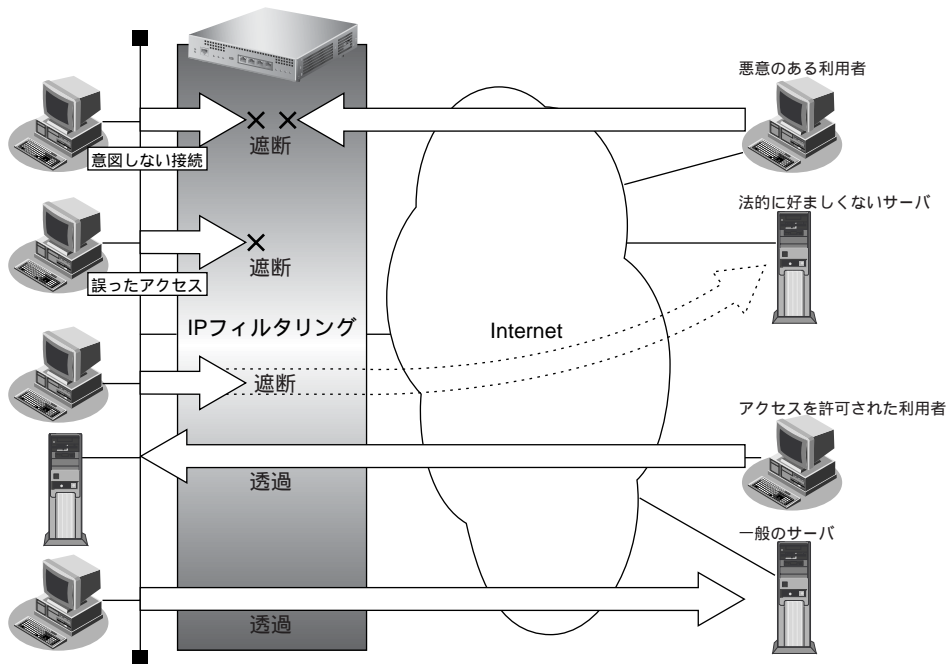 悪意のある利用者
遮断
意図しない接続
法的に好ましくないサーバ
遮断
誤ったアクセス
IPフィルタリング
Internet
遮断
アクセスを許可された利用者
透過
一般のサーバ
透過